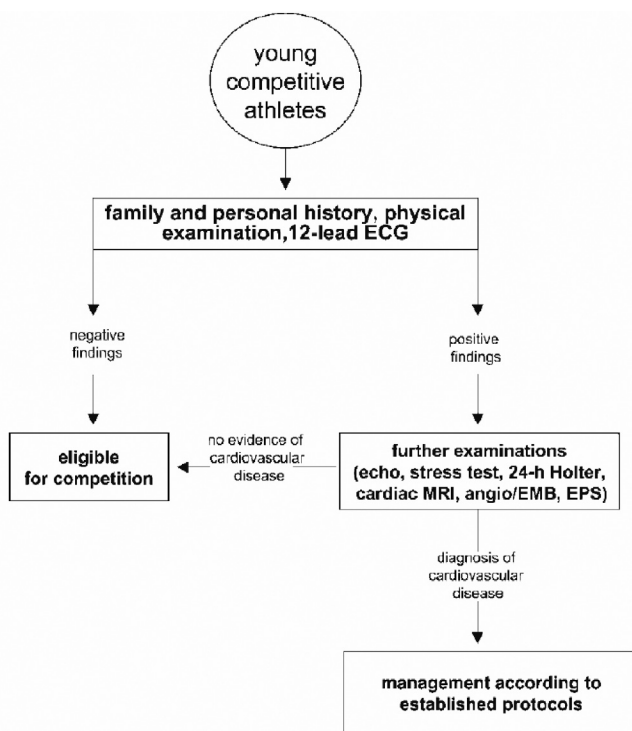 young
competitive
athletes
family and personal history, physical
examination,12-lead ECG
negative
findings
positive
findings
eligible
for competition
no evidence of
cardiovascular
disease
further examinations
(echo, stress test, 24-h Holter,
cardiac MRI, angio/EMB, EPS)
diagnosis of
cardiovascular
disease
management according to
established protocols